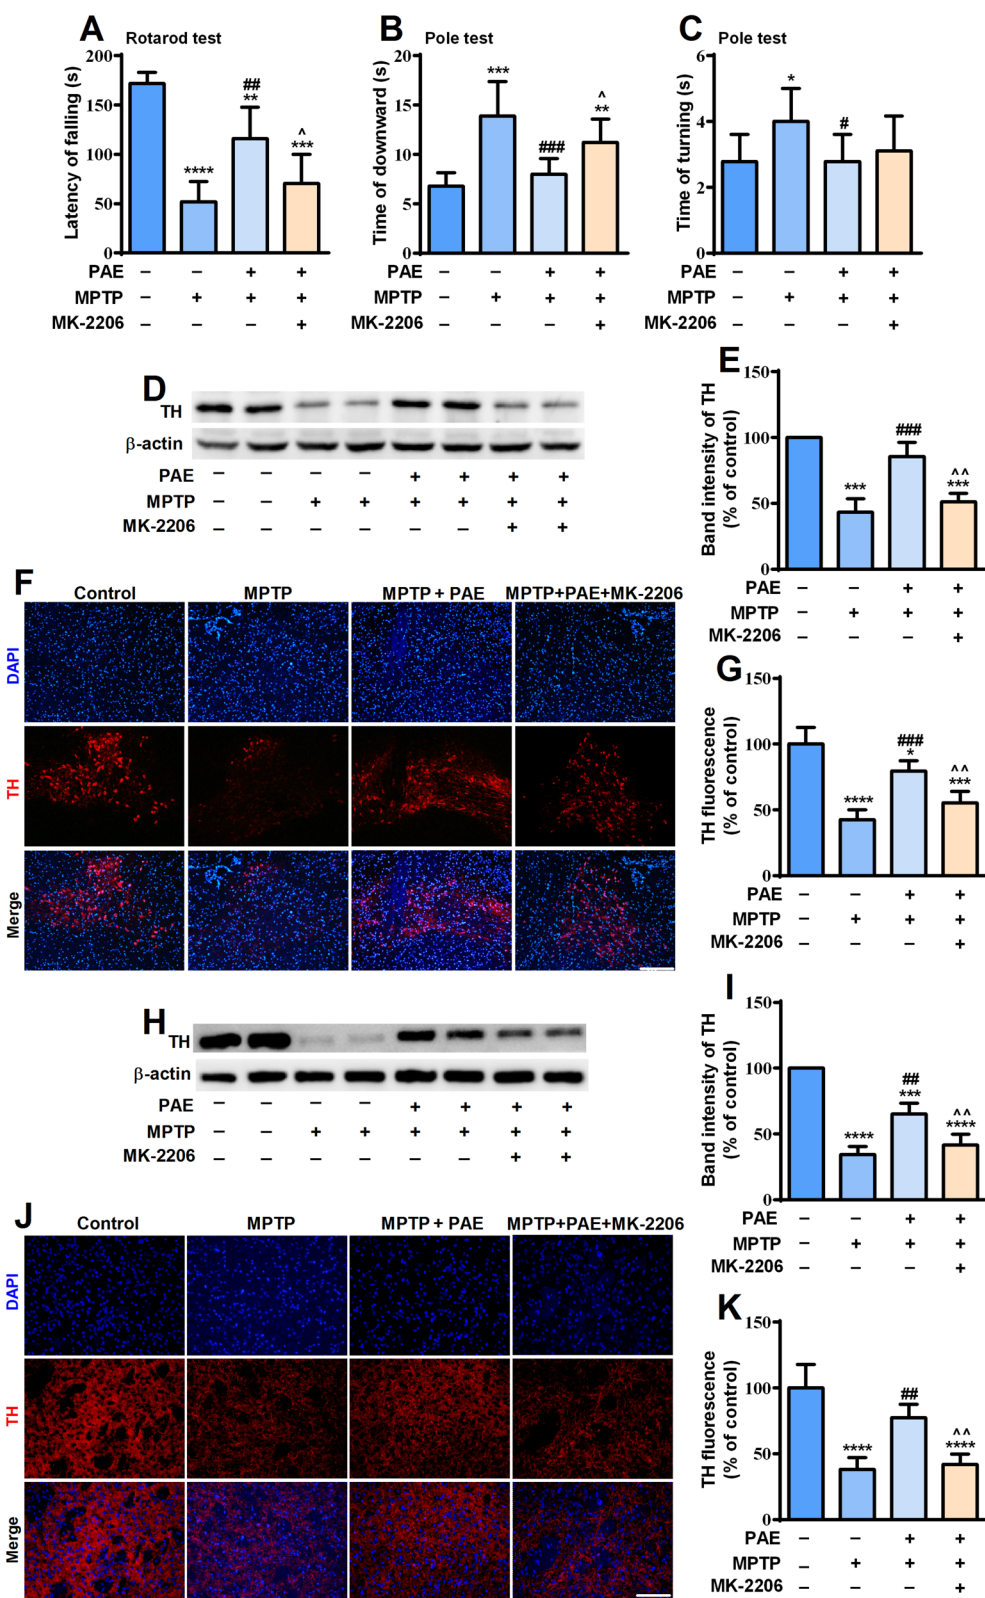 A Rotarod test
Latency of falling (s)
200
150
100
50
0
****
##
**
^
***
PAE – – + +
MPTP – + + +
MK-2206 – – – +
B Pole test
Time of downward (s)
20
15
10
5
0
***
###
^
**
PAE – – + +
MPTP – + + +
MK-2206 – – – +
C Pole test
Time of turning (s)
6
4
2
0
*
#
PAE – – + +
MPTP – + + +
MK-2206 – – – +
D
TH
β-actin
PAE – – – – + + + +
MPTP – – + + + + + +
MK-2206 – – – – – – + +
E
Band intensity of TH
(% of control)
150
100
50
0
***
###
^^
***
PAE – – + +
MPTP – + + +
MK-2206 – – – +
F
Control MPTP MPTP + PAE MPTP+PAE+MK-2206
DAPI
TH
Merge
G
TH fluorescence
(% of control)
150
100
50
0
****
###
*
^^
***
PAE – – + +
MPTP – + + +
MK-2206 – – – +
H
TH
β-actin
PAE – – – – + + + +
MPTP – – + + + + + +
MK-2206 – – – – – – + +
I
Band intensity of TH
(% of control)
150
100
50
0
****
##
***
^^
****
PAE – – + +
MPTP – + + +
MK-2206 – – – +
J
Control MPTP MPTP + PAE MPTP+PAE+MK-2206
DAPI
TH
Merge
K
TH fluorescence
(% of control)
150
100
50
0
****
##
^^
****
PAE – – + +
MPTP – + + +
MK-2206 – – – +